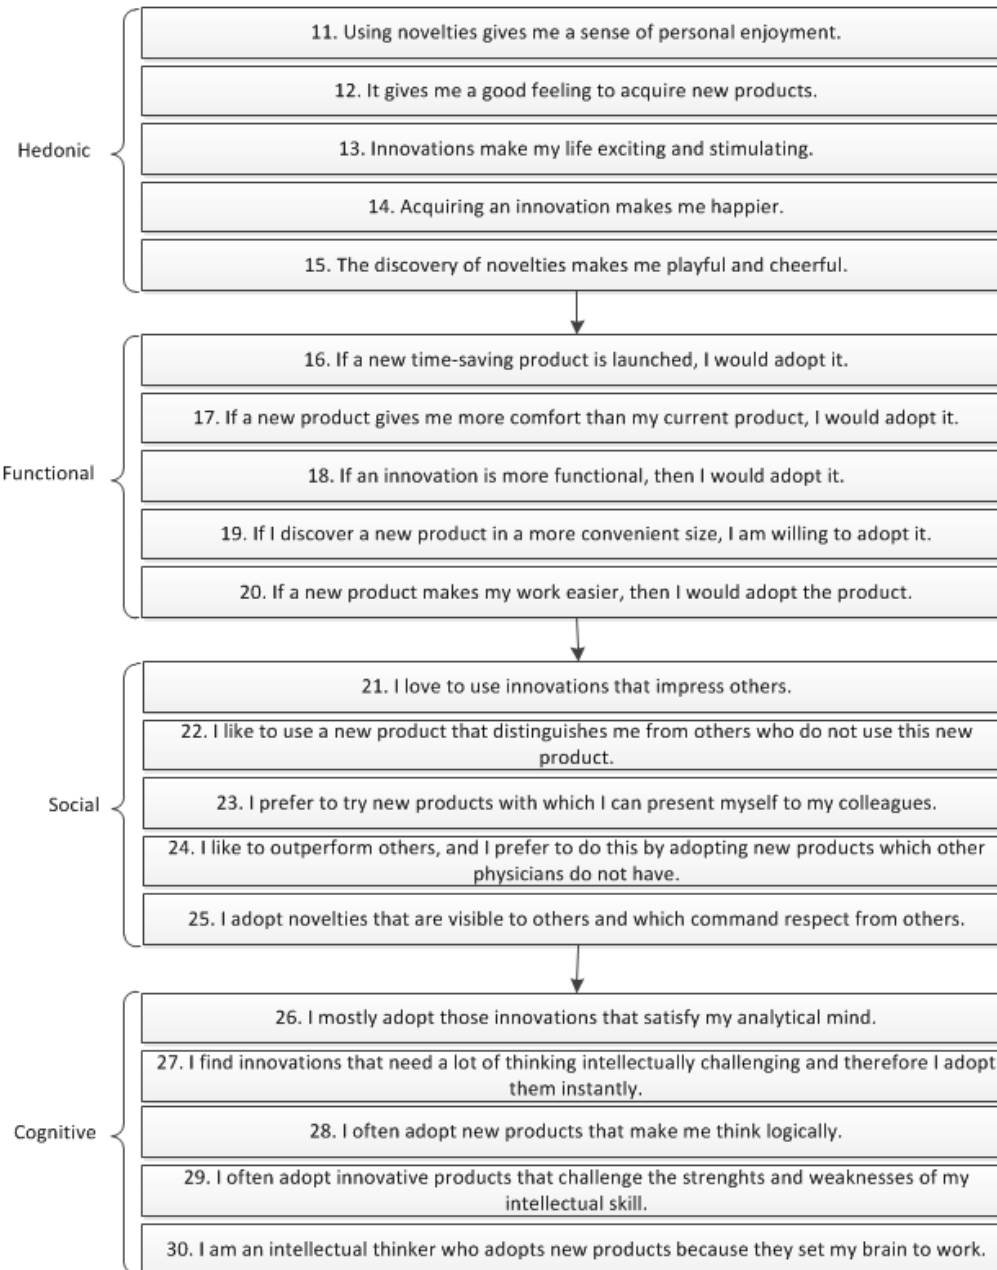 11. Using novelties gives me a sense of personal enjoyment.
12. It gives me a good feeling to acquire new products.
Hedonic
13. Innovations make my life exciting and stimulating.
14. Acquiring an innovation makes me happier.
15. The discovery of novelties makes me playful and cheerful.
16. If a new time-saving product is launched, I would adopt it.
17. If a new product gives me more comfort than my current product, I would adopt it.
Functional
18. If an innovation is more functional, then I would adopt it.
19. If I discover a new product in a more convenient size, I am willing to adopt it.
20. If a new product makes my work easier, then I would adopt the product.
21. I love to use innovations that impress others.
22. I like to use a new product that distinguishes me from others who do not use this new
product.
Social
23. I prefer to try new products with which I can present myself to my colleagues.
24. I like to outperform others, and I prefer to do this by adopting new products which other
physicians do not have.
25. I adopt novelties that are visible to others and which command respect from others.
26. I mostly adopt those innovations that satisfy my analytical mind.
27. I find innovations that need a lot of thinking intellectually challenging and therefore I adopt
them instantly.
Cognitive
28. I often adopt new products that make me think logically.
29. I often adopt innovative products that challenge the strenghts and weaknesses of my
intellectual skill.
30. I am an intellectual thinker who adopts new products because they set my brain to work.